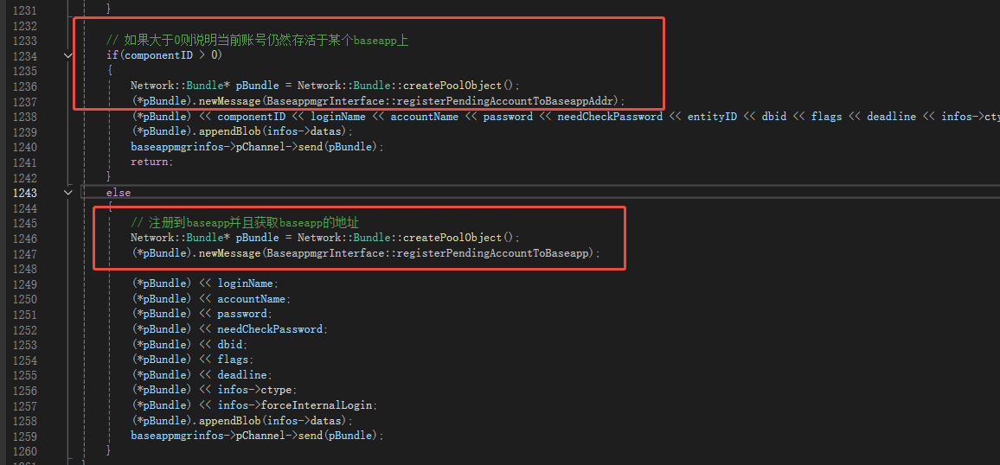 1231 }
1232
1233 // 如果大于0则说明当前账号仍然存活于某个baseapp上
1234 if(componentID > 0)
1235 {
1236 Network::Bundle* pBundle = Network::Bundle::createPoolObject();
1237 (*pBundle).newMessage(BaseappmgrInterface::registerPendingAccountToBaseappAddr);
1238 (*pBundle) << componentID << loginName << accountName << password << needCheckPassword << entityID << dbid << flags << deadline << infos->cty
1239 (*pBundle).appendBlob(infos->datas);
1240 baseappmgrinfos->pChannel->send(pBundle);
1241 return;
1242 }
1243 else
1244 {
1245 // 注册到baseapp并且获取baseapp的地址
1246 Network::Bundle* pBundle = Network::Bundle::createPoolObject();
1247 (*pBundle).newMessage(BaseappmgrInterface::registerPendingAccountToBaseapp);
1248
1249 (*pBundle) << loginName;
1250 (*pBundle) << accountName;
1251 (*pBundle) << password;
1252 (*pBundle) << needCheckPassword;
1253 (*pBundle) << dbid;
1254 (*pBundle) << flags;
1255 (*pBundle) << deadline;
1256 (*pBundle) << infos->ctype;
1257 (*pBundle) << infos->forceInternalLogin;
1258 (*pBundle).appendBlob(infos->datas);
1259 baseappmgrinfos->pChannel->send(pBundle);
1260 }